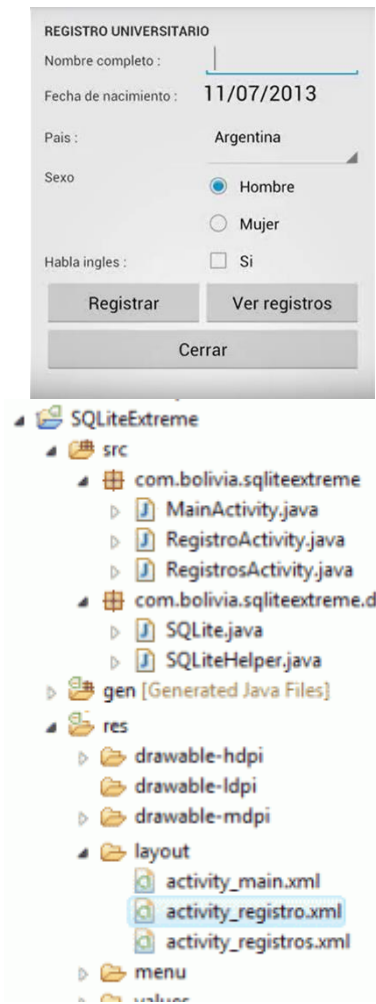 REGISTRO UNIVERSITARIO
Nombre completo :
Fecha de nacimiento : 11/07/2013
Pais : Argentina
Sexo
Hombre
Mujer
Habla ingles : Si
Registrar Ver registros
Cerrar
SQLiteExtreme
src
com.bolivia.sqliteextreme
MainActivity.java
RegistroActivity.java
RegistrosActivity.java
com.bolivia.sqliteextreme.d
SQLite.java
SQLiteHelper.java
gen [Generated Java Files]
res
drawable-hdpi
drawable-ldpi
drawable-mdpi
layout
activity_main.xml
activity_registro.xml
activity_registros.xml
menu
values